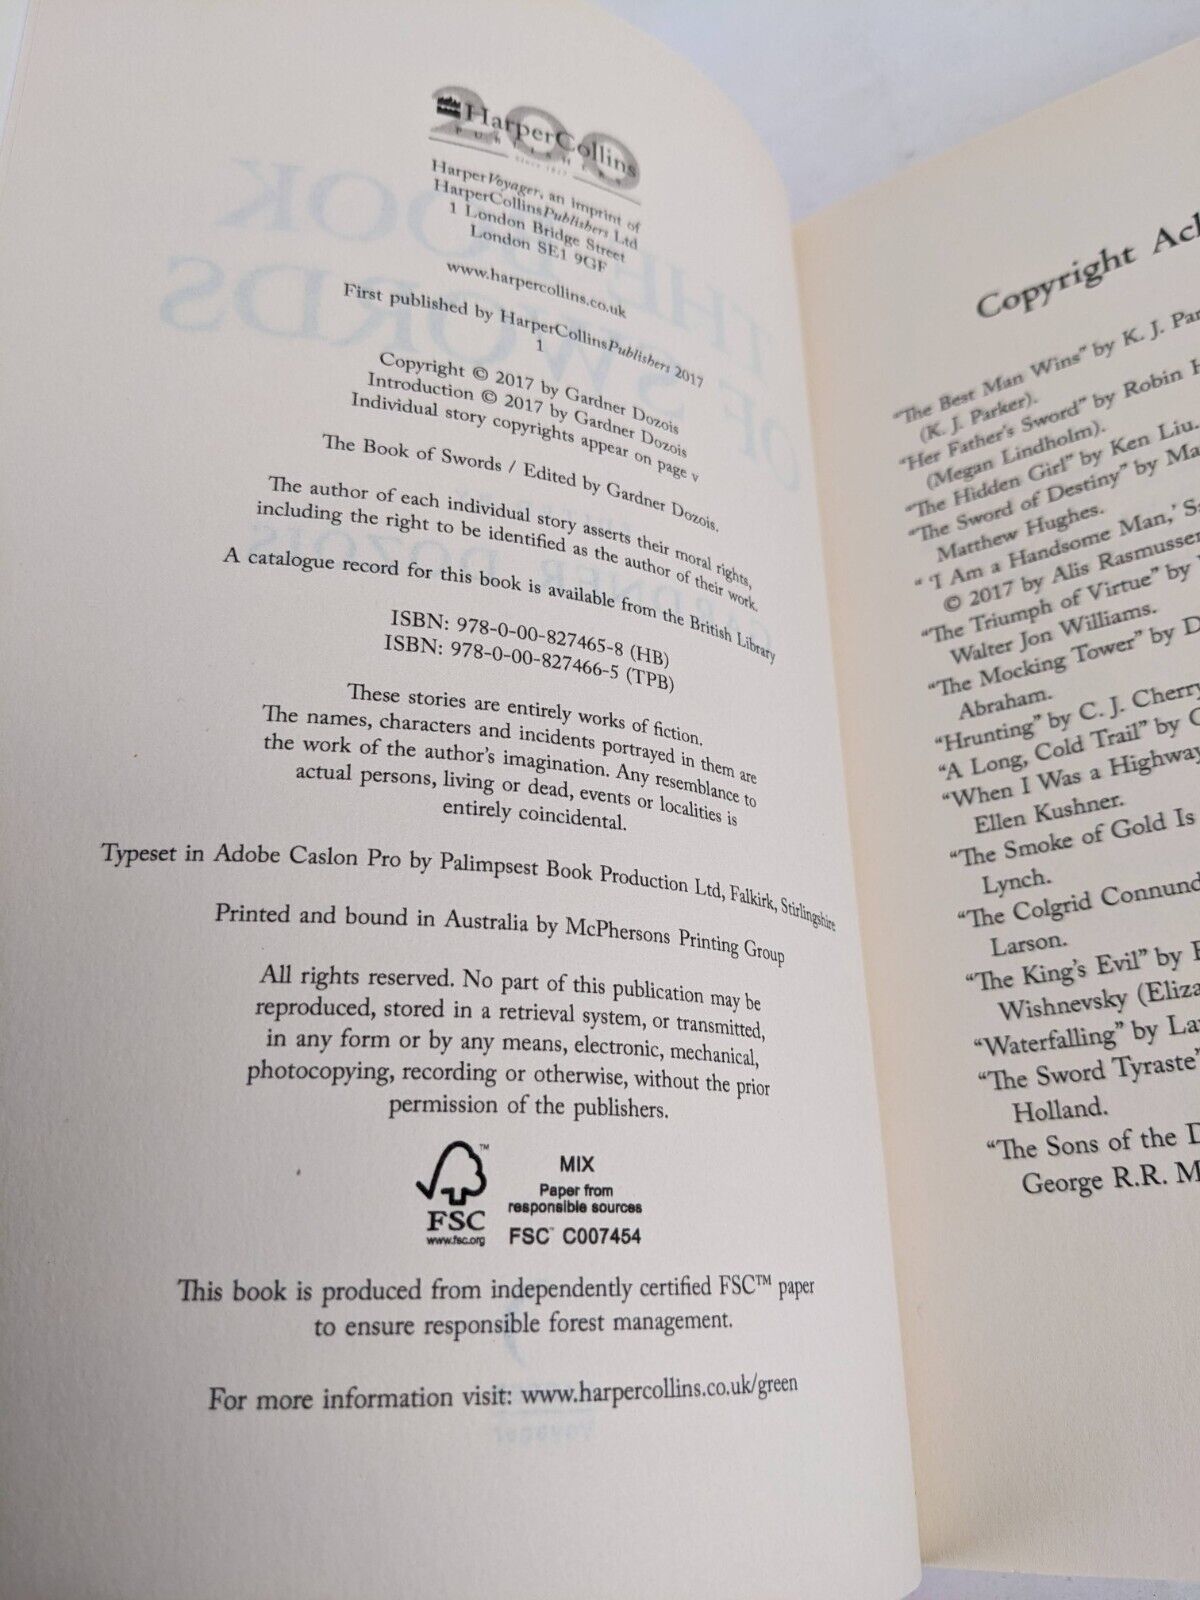 200
HarperCollins
PUBLISHERS
Since 1817
HarperVoyager, an imprint of
HarperCollinsPublishers Ltd
1 London Bridge Street
London SE1 9GF
www.harpercollins.co.uk
First published by HarperCollinsPublishers 2017
1
Copyright © 2017 by Gardner Dozois
Introduction © 2017 by Gardner Dozois
Individual story copyrights appear on page v
The Book of Swords / Edited by Gardner Dozois.
The author of each individual story asserts their moral rights,
including the right to be identified as the author of their work.
A catalogue record for this book is available from the British Library
ISBN: 978-0-00-827465-8 (HB)
ISBN: 978-0-00-827466-5 (TPB)
These stories are entirely works of fiction.
The names, characters and incidents portrayed in them are
the work of the author's imagination. Any resemblance to
actual persons, living or dead, events or localities is
entirely coincidental.
Typeset in Adobe Caslon Pro by Palimpsest Book Production Ltd, Falkirk, Stirlingshire
Printed and bound in Australia by McPhersons Printing Group
All rights reserved. No part of this publication may be
reproduced, stored in a retrieval system, or transmitted,
in any form or by any means, electronic, mechanical,
photocopying, recording or otherwise, without the prior
permission of the publishers.
FSC
www.fsc.org
MIX
Paper from
responsible sources
FSC™ C007454
This book is produced from independently certified FSC™ paper
to ensure responsible forest management.
For more information visit: www.harpercollins.co.uk/green
Copyright Ac
"The Best Man Wins" by K. J. Par
(K. J. Parker).
"Her Father's Sword" by Robin H
(Megan Lindholm).
"The Hidden Girl" by Ken Liu.
"The Sword of Destiny" by Ma
Matthew Hughes.
" 'I Am a Handsome Man,' Sa
© 2017 by Alis Rasmussen
"The Triumph of Virtue" by
Walter Jon Williams.
"The Mocking Tower" by D
Abraham.
"Hrunting" by C. J. Cherry
"A Long, Cold Trail" by G
"When I Was a Highway
Ellen Kushner.
"The Smoke of Gold Is
Lynch.
"The Colgrid Connund
Larson.
"The King's Evil" by E
Wishnevsky (Eliza
"Waterfalling" by Lav
"The Sword Tyraste"
Holland.
"The Sons of the D
George R.R. M